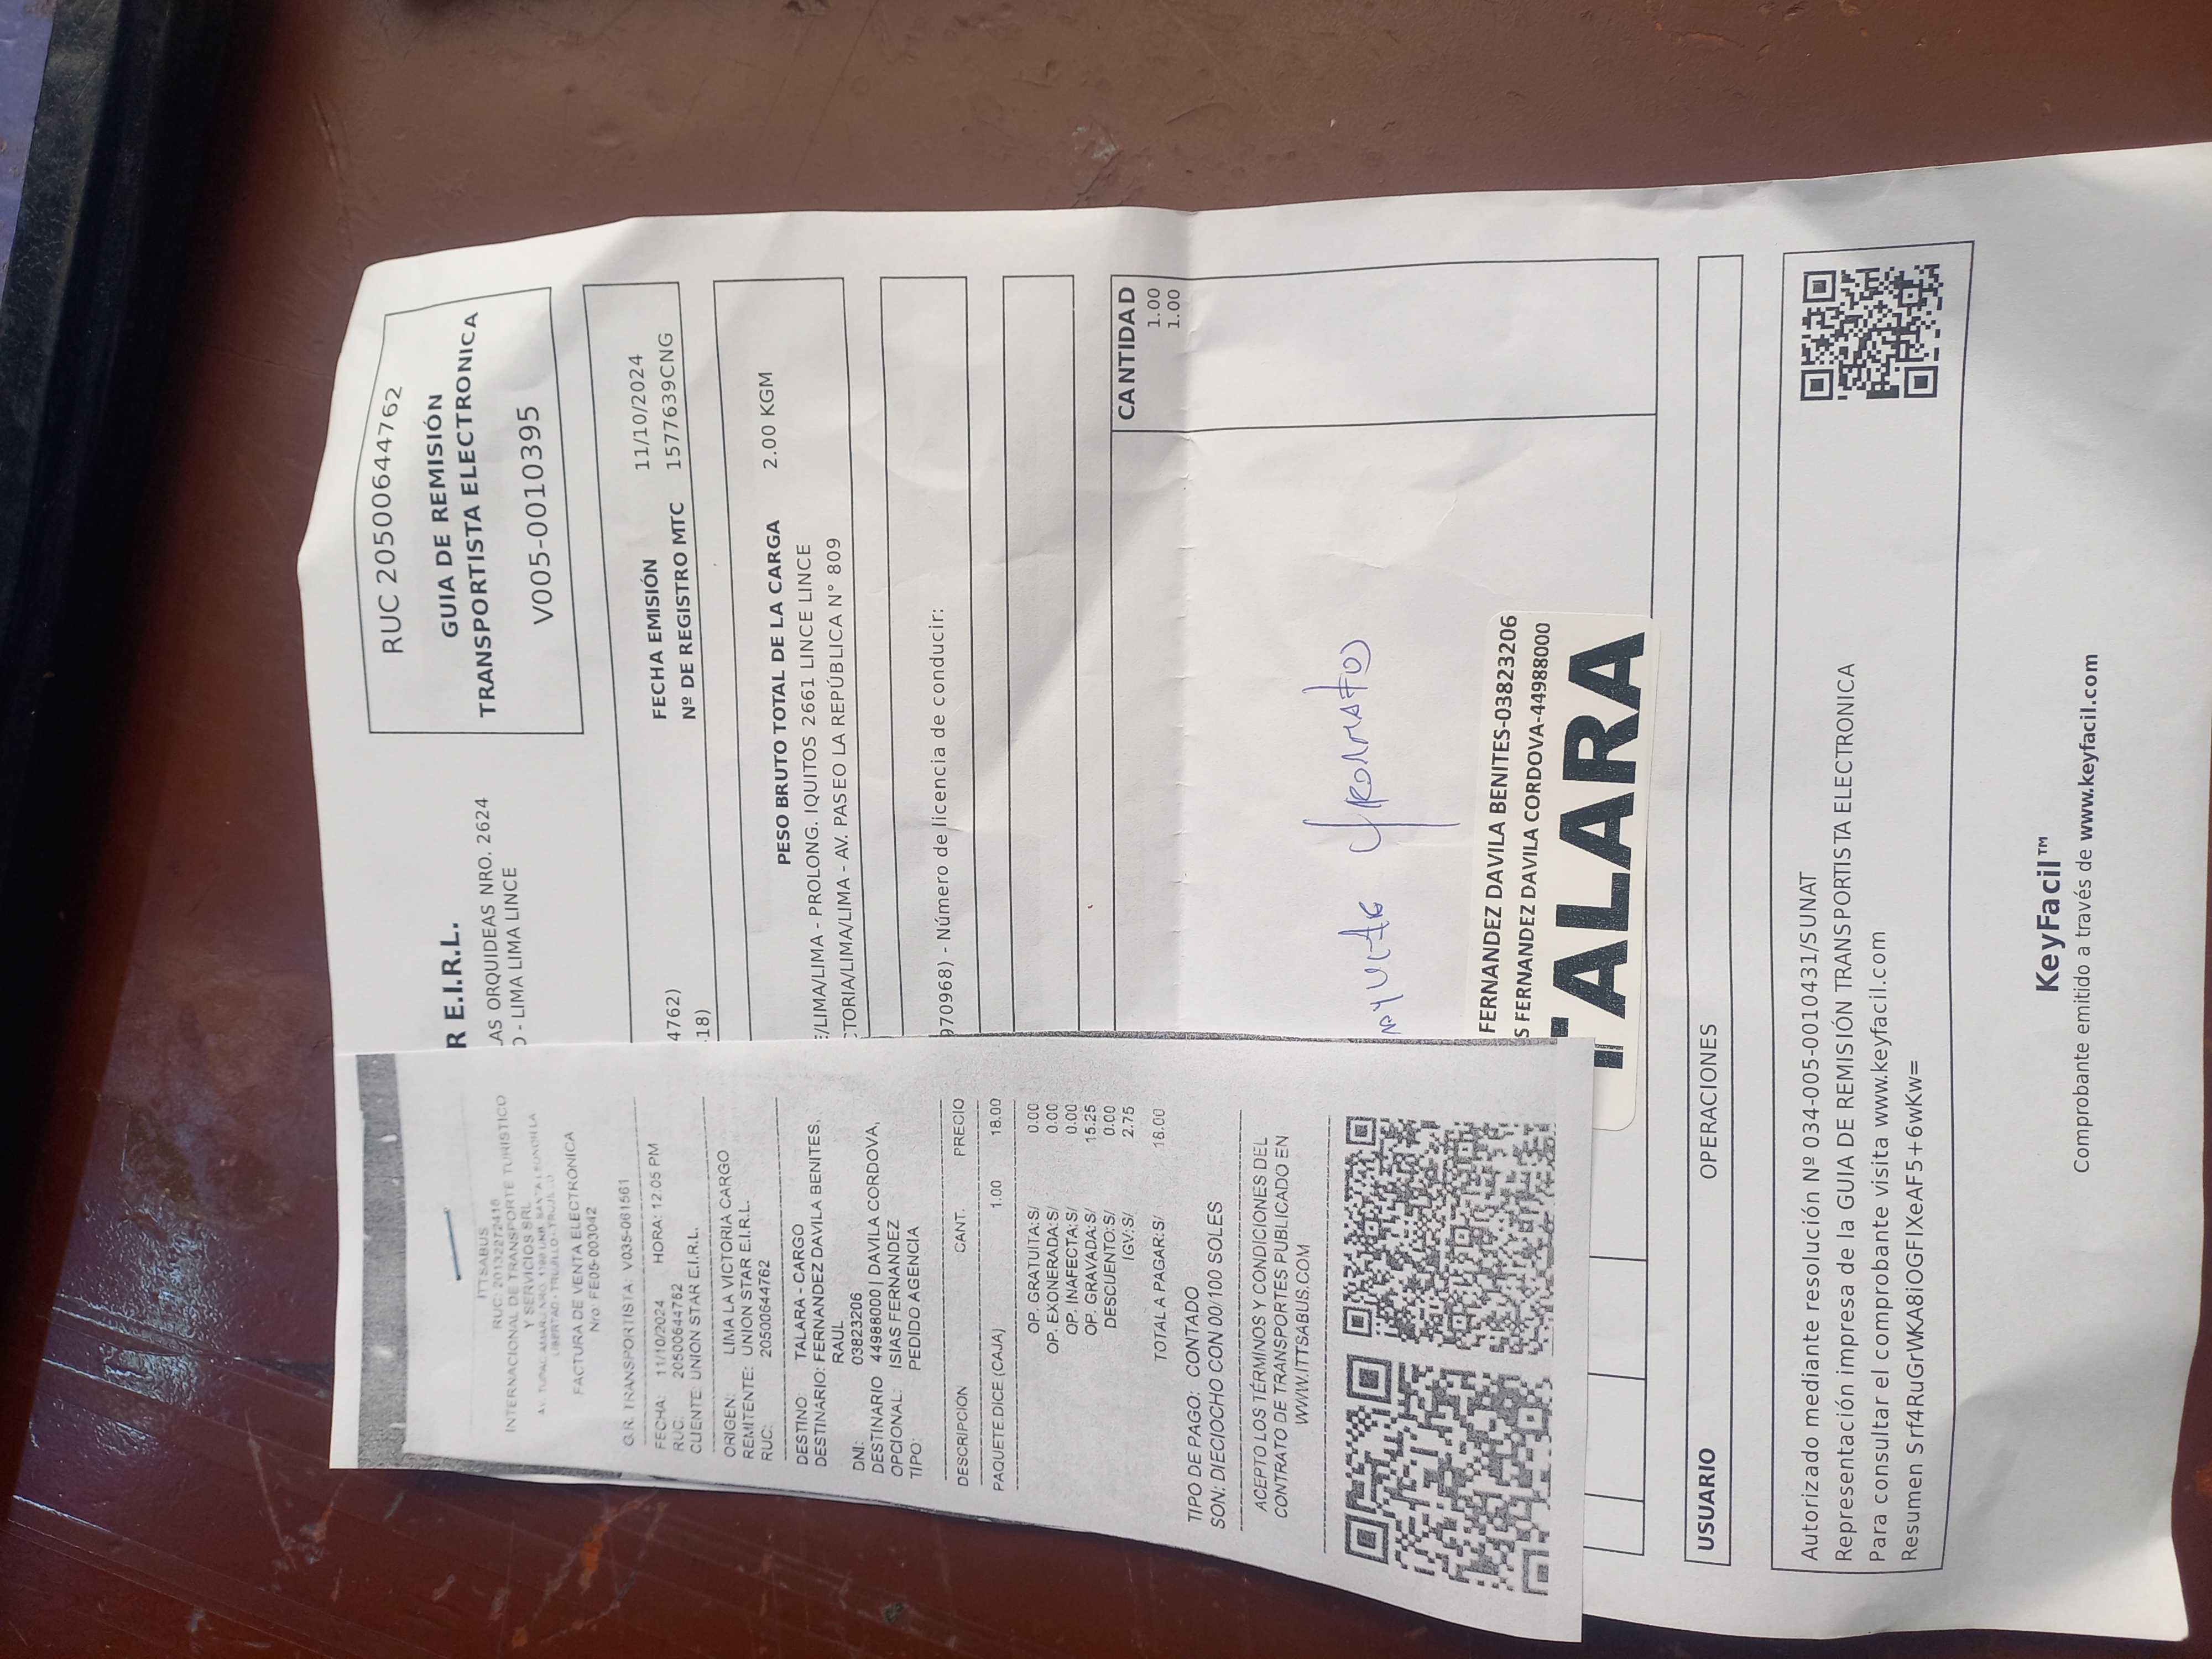 ITTSABUS
RUC: 20132272418
INTERNACIONAL DE TRANSPORTE TURISTICO
Y SERVICIOS SRL
FACTURA DE VENTA ELECTRONICA
Nro: FE05-003042
G.R. TRANSPORTISTA: V035-061561
FECHA: 11/10/2024 HORA: 12:05 PM
RUC: 20500644762
CLIENTE: UNION STAR E.I.R.L.
ORIGEN: LIMA LA VICTORIA CARGO
REMITENTE: UNION STAR E.I.R.L.
RUC: 20500644762
DESTINO: TALARA - CARGO
DESTINARIO: FERNANDEZ DAVILA BENITES,
RAUL
DNI: 03823206
DESTINARIO 44988000 | DAVILA CORDOVA,
OPCIONAL: ISIAS FERNANDEZ
TIPO: PEDIDO AGENCIA
DESCRIPCION CANT. PRECIO
PAQUETE DICE (CAJA) 1.00 18.00
OP. GRATUITA:S/ 0.00
OP. EXONERADA:S/ 0.00
OP. INAFECTA:S/ 0.00
OP. GRAVADA:S/ 15.25
DESCUENTO:S/ 0.00
IGV:S/ 2.75
TOTAL A PAGAR:S/ 18.00
TIPO DE PAGO: CONTADO
SON: DIECIOCHO CON 00/100 SOLES
ACEPTO LOS TÉRMINOS Y CONDICIONES DEL
CONTRATO DE TRANSPORTES PUBLICADO EN
WWW.ITTSABUS.COM
R E.I.R.L.
AS ORQUIDEAS NRO. 2624
- LIMA LIMA LINCE
RUC 20500644762
GUIA DE REMISIÓN
TRANSPORTISTA ELECTRONICA
V005-0010395
4762) FECHA EMISIÓN 11/10/2024
18) Nº DE REGISTRO MTC 1577639CNG
PESO BRUTO TOTAL DE LA CARGA 2.00 KGM
E/LIMA/LIMA - PROLONG. IQUITOS 2661 LINCE LINCE
CTORIA/LIMA/LIMA - AV. PASEO LA REPÚBLICA N° 809
970968) - Número de licencia de conducir:
CANTIDAD
1.00
1.00
FERNANDEZ DAVILA BENITES-03823206
S FERNANDEZ DAVILA CORDOVA-44988000
TALARA
USUARIO OPERACIONES
Autorizado mediante resolución Nº 034-005-0010431/SUNAT
Representación impresa de la GUIA DE REMISIÓN TRANSPORTISTA ELECTRONICA
Para consultar el comprobante visita www.keyfacil.com
Resumen Srf4RuGrWKA8iOGFIXeAF5+6wKw=
KeyFacil™
Comprobante emitido a través de www.keyfacil.com